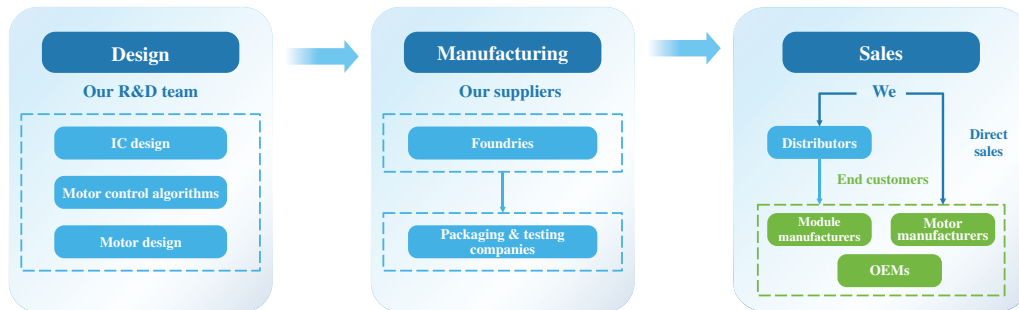 Design
Our R&D team
IC design
Motor control algorithms
Motor design
Manufacturing
Our suppliers
Foundries
Packaging & testing
companies
Sales
We
Distributors
Direct
sales
End customers
Module
manufacturers
Motor
manufacturers
OEMs